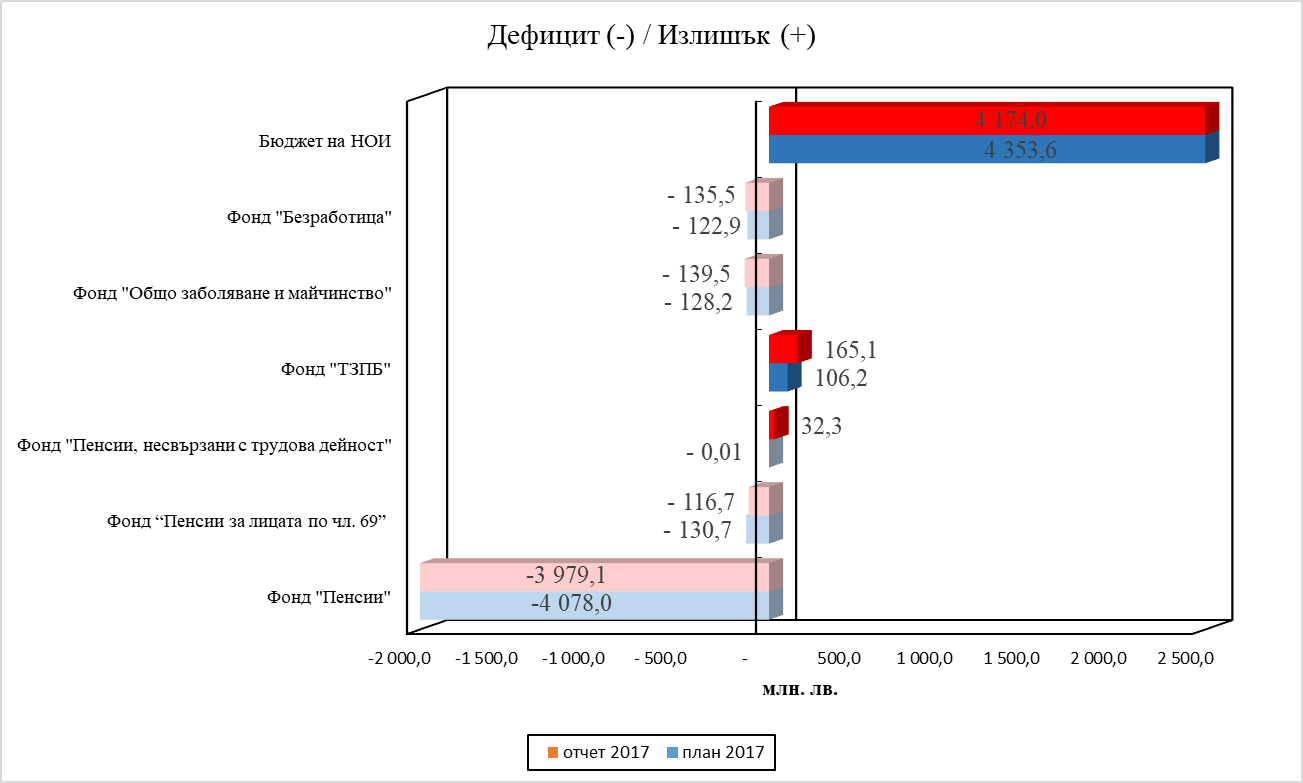 Дефицит (-) / Излишък (+)
Бюджет на НОИ
4 174,0
4 353,6
Фонд "Безработица"
- 135,5
- 122,9
Фонд "Общо заболяване и майчинство"
- 139,5
- 128,2
Фонд "ТЗПБ"
165,1
106,2
Фонд "Пенсии, несвързани с трудова дейност"
32,3
- 0,01
Фонд “Пенсии за лицата по чл. 69”
- 116,7
- 130,7
Фонд "Пенсии"
-3 979,1
-4 078,0
-2 000,0 -1 500,0 -1 000,0 - 500,0 - 500,0 1 000,0 1 500,0 2 000,0 2 500,0
млн. лв.
отчет 2017 план 2017